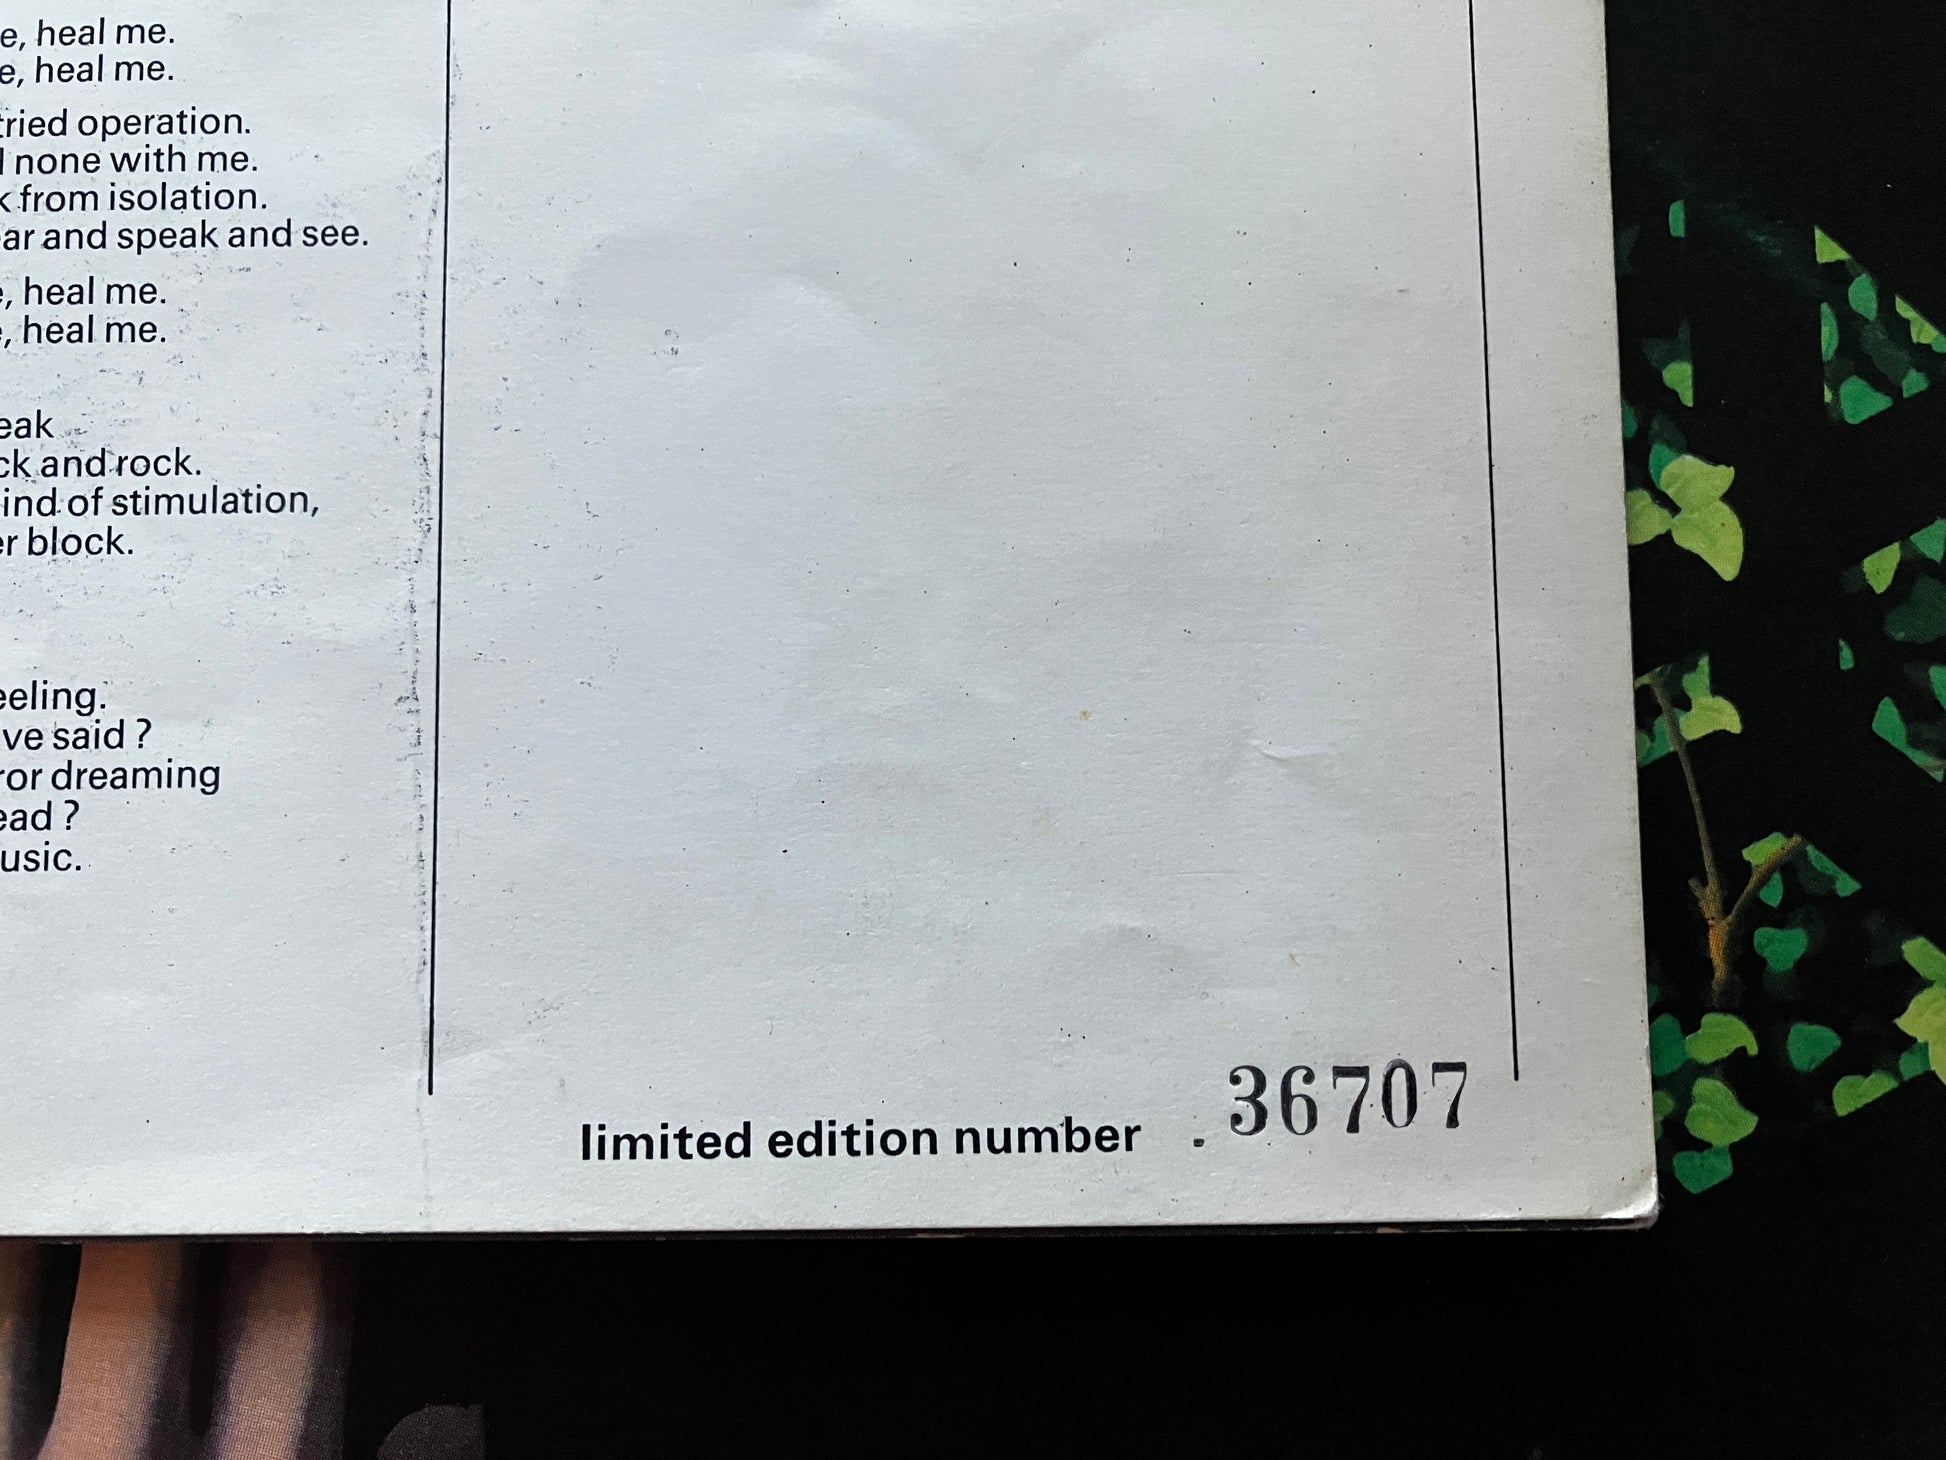 e, heal me.
e, heal me.
tried operation.
none with me.
from isolation.
ear and speak and see.
e, heal me.
e, heal me.
eak
ck and rock.
ind of stimulation,
er block.
eeling.
ve said ?
ror dreaming
ead ?
usic.
limited edition number . 36707